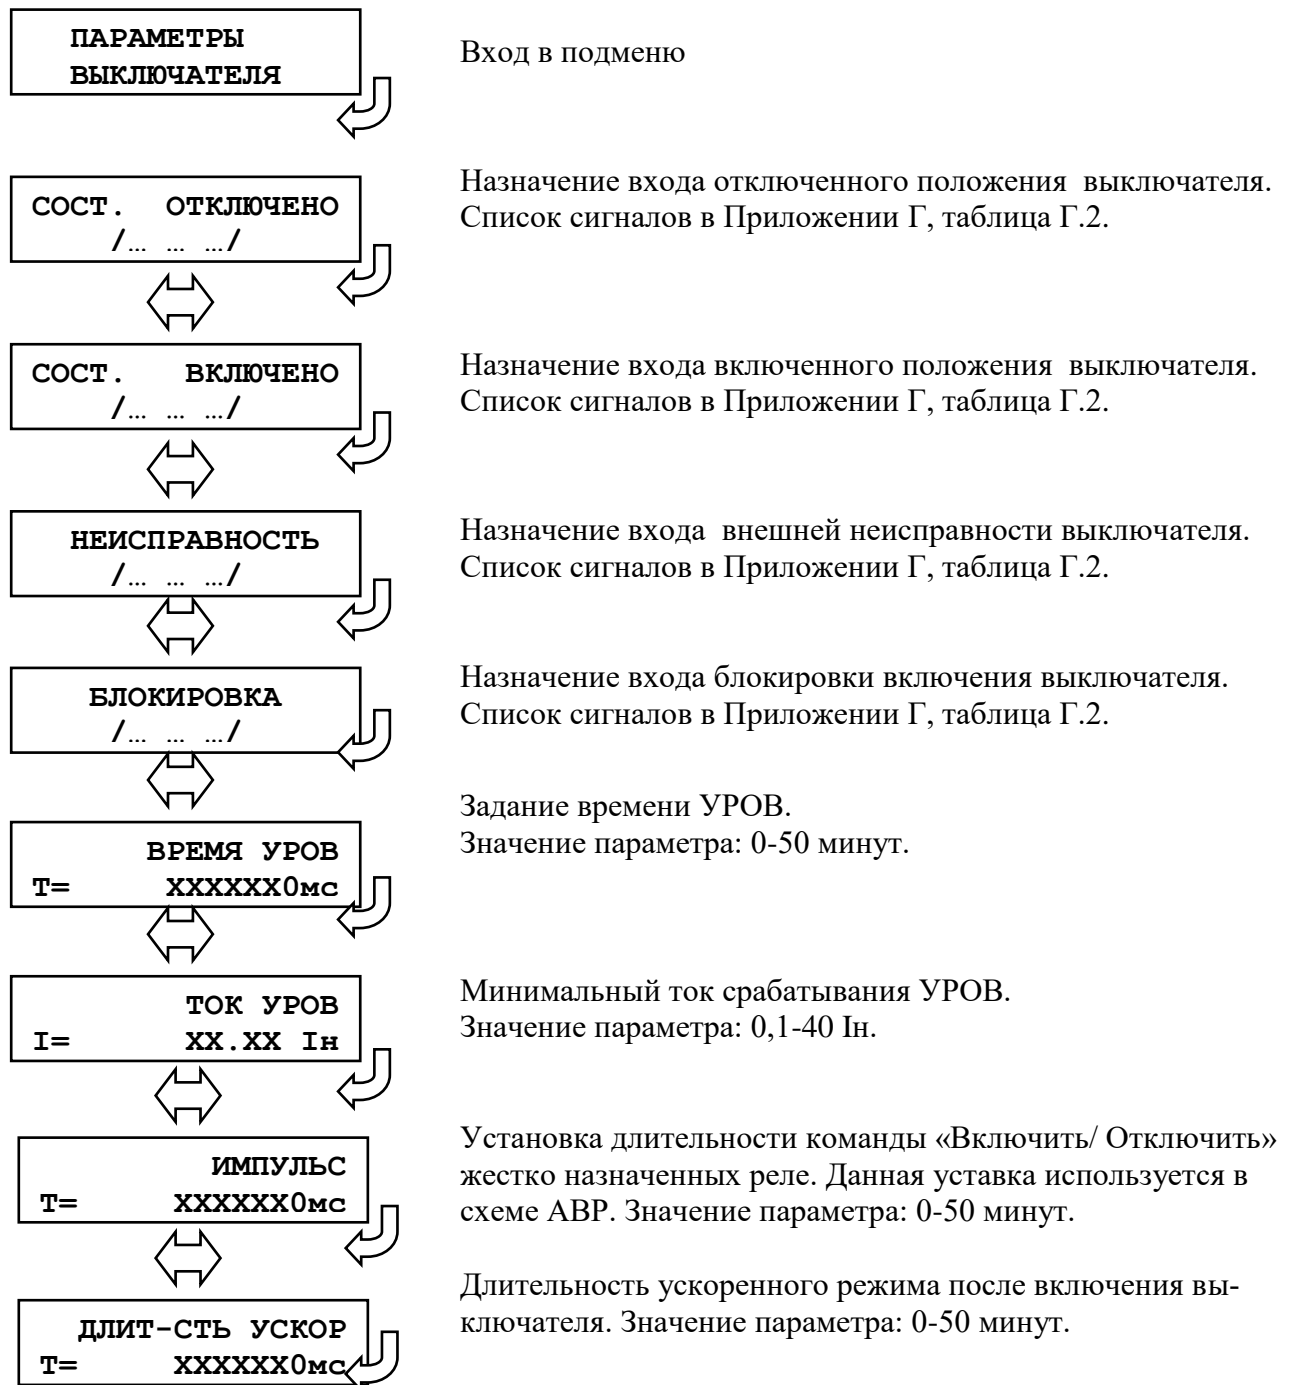 ПАРАМЕТРЫ
ВЫКЛЮЧАТЕЛЯ
Вход в подменю
СОСТ. ОТКЛЮЧЕНО
/… … …/
Назначение входа отключенного положения выключателя.
Список сигналов в Приложении Г, таблица Г.2.
СОСТ. ВКЛЮЧЕНО
/… … …/
Назначение входа включенного положения выключателя.
Список сигналов в Приложении Г, таблица Г.2.
НЕИСПРАВНОСТЬ
/… … …/
Назначение входа внешней неисправности выключателя.
Список сигналов в Приложении Г, таблица Г.2.
БЛОКИРОВКА
/… … …/
Назначение входа блокировки включения выключателя.
Список сигналов в Приложении Г, таблица Г.2.
ВРЕМЯ УРОВ
Т= ХХХХХХ0мс
Задание времени УРОВ.
Значение параметра: 0-50 минут.
ТОК УРОВ
I= ХХ.ХХ Iн
Минимальный ток срабатывания УРОВ.
Значение параметра: 0,1-40 Iн.
ИМПУЛЬС
Т= ХХХХХХ0мс
Установка длительности команды «Включить/ Отключить»
жестко назначенных реле. Данная уставка используется в
схеме АВР. Значение параметра: 0-50 минут.
ДЛИТ-СТЬ УСКОР
Т= ХХХХХХ0мс
Длительность ускоренного режима после включения вы-
ключателя. Значение параметра: 0-50 минут.